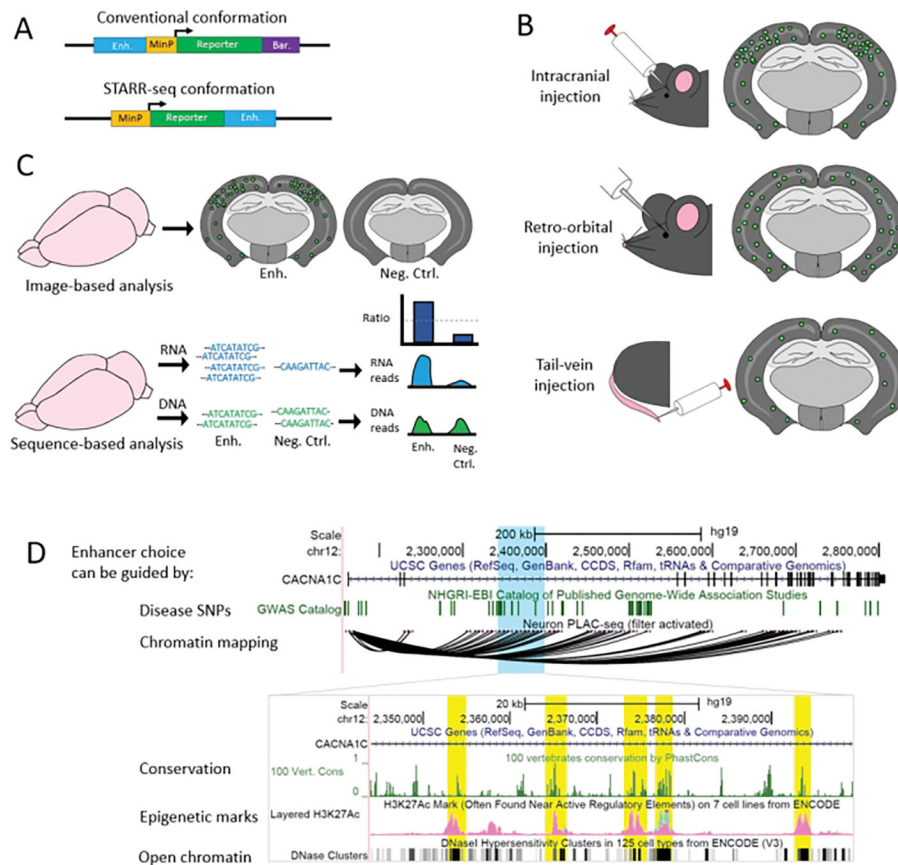 A
Conventional conformation
Enh. MinP Reporter Bar.
STARR-seq conformation
MinP Reporter Enh.
B
Intracranial
injection
Retro-orbital
injection
Tail-vein
injection
C
Image-based analysis
Enh.
Neg. Ctrl.
Sequence-based analysis
RNA
-ATCATATCG-
-ATCATATCG-
-ATCATATCG-
-ATCATATCG-
-CAAGATTAC-
DNA
-ATCATATCG-
-ATCATATCG-
-CAAGATTAC-
-CAAGATTAC-
Enh.
Neg. Ctrl.
Ratio
RNA
reads
DNA
reads
Enh.
Neg.
Ctrl.
D
Enhancer choice
can be guided by:
Scale 200 kb hg19
chr12: 2,300,000 2,400,000 2,500,000 2,600,000 2,700,000 2,800,000
UCSC Genes (RefSeq, GenBank, CCDS, Rfam, tRNAs & Comparative Genomics)
CACNA1C
NHGRI-EBI Catalog of Published Genome-Wide Association Studies
Disease SNPs GWAS Catalog
Neuron PLAC-seq (filter activated)
Chromatin mapping
Scale 20 kb hg19
chr12: 2,350,000 2,360,000 2,370,000 2,380,000 2,390,000
UCSC Genes (RefSeq, GenBank, CCDS, Rfam, tRNAs & Comparative Genomics)
CACNA1C
1 100 vertebrates conservation by PhastCons
Conservation 100 Vert. Cons
0
H3K27Ac Mark (Often Found Near Active Regulatory Elements) on 7 cell lines from ENCODE
Epigenetic marks Layered H3K27Ac
DNaseI Hypersensitivity Clusters in 125 cell types from ENCODE (V3)
Open chromatin DNase Clusters